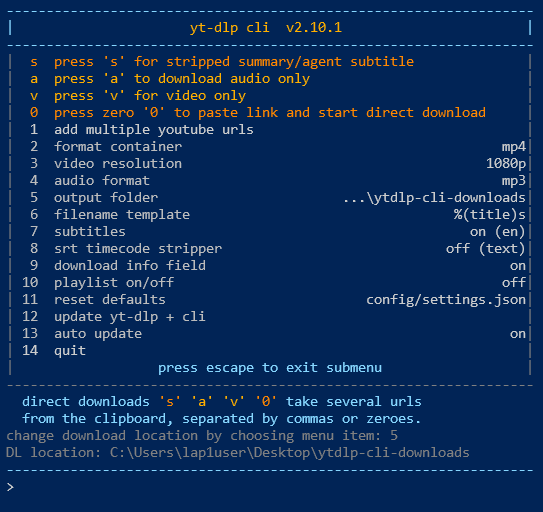 yt-dlp cli v2.10.1
s press 's' for stripped summary/agent subtitle
a press 'a' to download audio only
v press 'v' for video only
0 press zero '0' to paste link and start direct download
1 add multiple youtube urls
2 format container mp4
3 video resolution 1080p
4 audio format mp3
5 output folder ...\ytdlp-cli-downloads
6 filename template %(title)s
7 subtitles on (en)
8 srt timecode stripper off (text)
9 download info field on
10 playlist on/off off
11 reset defaults config/settings.json
12 update yt-dlp + cli
13 auto update on
14 quit
press escape to exit submenu
direct downloads 's' 'a' 'v' '0' take several urls
from the clipboard, separated by commas or zeroes.
change download location by choosing menu item: 5
DL location: C:\Users\lap1user\Desktop\ytdlp-cli-downloads
>